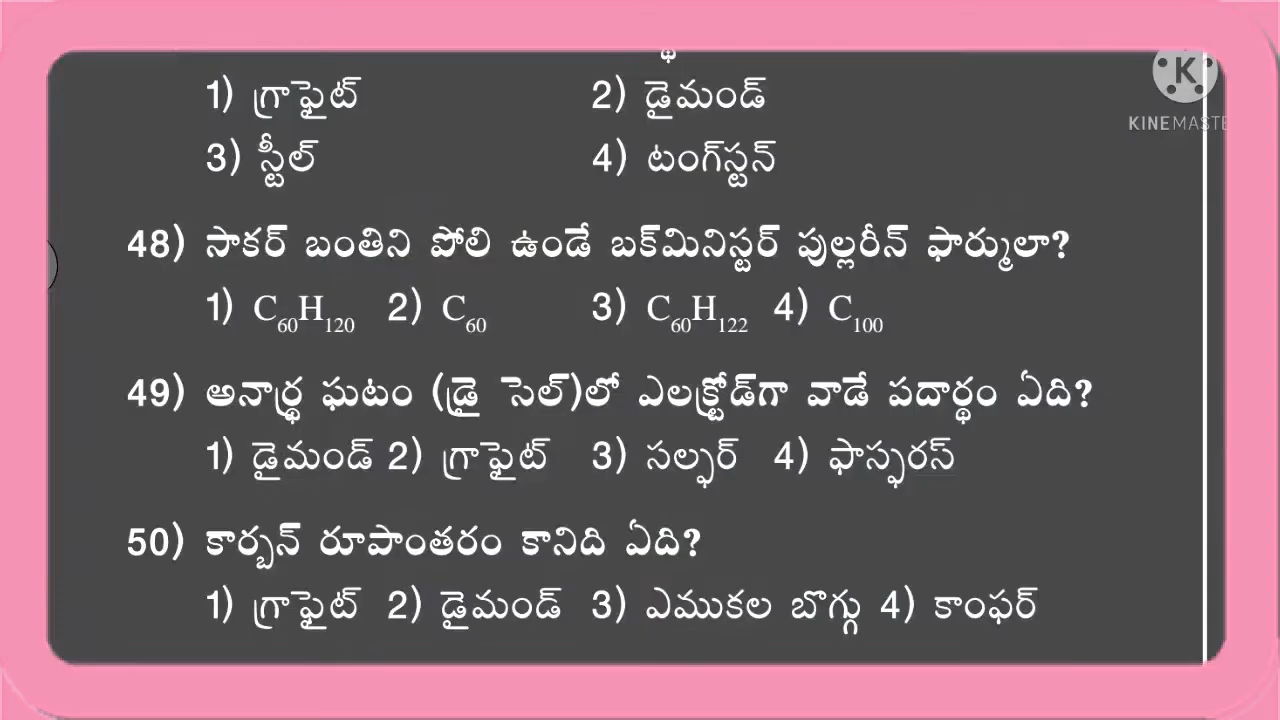 1) గ్రాఫైట్ 2) డైమండ్
3) స్టీల్ 4) టంగ్‌స్టన్
48) సాకర్ బంతిని పోలి ఉండే బక్‌మినిస్టర్ పుల్లరీన్ ఫార్ములా?
1) C₆₀H₁₂₀ 2) C₆₀ 3) C₆₀H₁₂₂ 4) C₁₀₀
49) అనార్థ్ర ఘటం (డ్రై సెల్)లో ఎలక్ట్రోడ్‌గా వాడే పదార్థం ఏది?
1) డైమండ్ 2) గ్రాఫైట్ 3) సల్ఫర్ 4) ఫాస్ఫరస్
50) కార్బన్ రూపాంతరం కానిది ఏది?
1) గ్రాఫైట్ 2) డైమండ్ 3) ఎముకల బొగ్గు 4) కాంఫర్
K
KINEMASTE